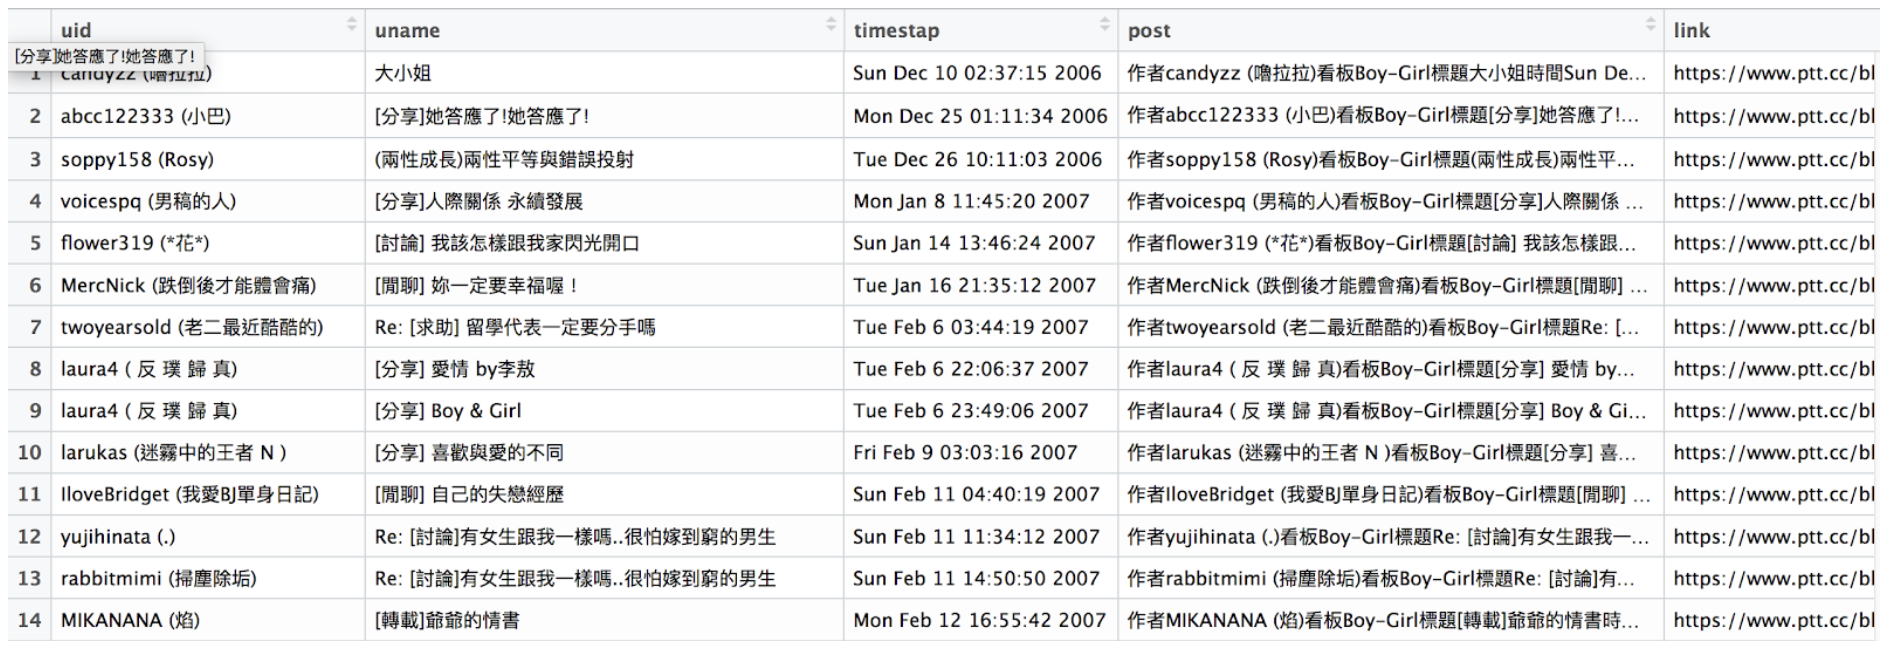 uid uname timestap post link
[分享]她答應了!她答應了!
1 candyzz (嚕拉拉) 大小姐 Sun Dec 10 02:37:15 2006 作者candyzz (嚕拉拉)看板Boy-Girl標題大小姐時間Sun De... https://www.ptt.cc/bl
2 abcc122333 (小巴) [分享]她答應了!她答應了! Mon Dec 25 01:11:34 2006 作者abcc122333 (小巴)看板Boy-Girl標題[分享]她答應了!... https://www.ptt.cc/bl
3 soppy158 (Rosy) (兩性成長)兩性平等與錯誤投射 Tue Dec 26 10:11:03 2006 作者soppy158 (Rosy)看板Boy-Girl標題(兩性成長)兩性平... https://www.ptt.cc/bl
4 voicespq (男稿的人) [分享]人際關係 永續發展 Mon Jan 8 11:45:20 2007 作者voicespq (男稿的人)看板Boy-Girl標題[分享]人際關係 ... https://www.ptt.cc/bl
5 flower319 (*花*) [討論] 我該怎樣跟我家閃光開口 Sun Jan 14 13:46:24 2007 作者flower319 (*花*)看板Boy-Girl標題[討論] 我該怎樣跟... https://www.ptt.cc/bl
6 MercNick (跌倒後才能體會痛) [閒聊] 妳一定要幸福喔！ Tue Jan 16 21:35:12 2007 作者MercNick (跌倒後才能體會痛)看板Boy-Girl標題[閒聊] ... https://www.ptt.cc/bl
7 twoyearsold (老二最近酷酷的) Re: [求助] 留學代表一定要分手嗎 Tue Feb 6 03:44:19 2007 作者twoyearsold (老二最近酷酷的)看板Boy-Girl標題Re: [... https://www.ptt.cc/bl
8 laura4 ( 反 璞 歸 真) [分享] 愛情 by李敖 Tue Feb 6 22:06:37 2007 作者laura4 ( 反 璞 歸 真)看板Boy-Girl標題[分享] 愛情 by... https://www.ptt.cc/bl
9 laura4 ( 反 璞 歸 真) [分享] Boy & Girl Tue Feb 6 23:49:06 2007 作者laura4 ( 反 璞 歸 真)看板Boy-Girl標題[分享] Boy & Gi... https://www.ptt.cc/bl
10 larukas (迷霧中的王者 N ) [分享] 喜歡與愛的不同 Fri Feb 9 03:03:16 2007 作者larukas (迷霧中的王者 N )看板Boy-Girl標題[分享] 喜... https://www.ptt.cc/bl
11 IloveBridget (我愛BJ單身日記) [閒聊] 自己的失戀經歷 Sun Feb 11 04:40:19 2007 作者IloveBridget (我愛BJ單身日記)看板Boy-Girl標題[閒聊] ... https://www.ptt.cc/bl
12 yujihinata (.) Re: [討論]有女生跟我一樣嗎..很怕嫁到窮的男生 Sun Feb 11 11:34:12 2007 作者yujihinata (.)看板Boy-Girl標題Re: [討論]有女生跟我一... https://www.ptt.cc/bl
13 rabbitmimi (掃塵除垢) Re: [討論]有女生跟我一樣嗎..很怕嫁到窮的男生 Sun Feb 11 14:50:50 2007 作者rabbitmimi (掃塵除垢)看板Boy-Girl標題Re: [討論]有... https://www.ptt.cc/bl
14 MIKANANA (焰) [轉載]爺爺的情書 Mon Feb 12 16:55:42 2007 作者MIKANANA (焰)看板Boy-Girl標題[轉載]爺爺的情書時... https://www.ptt.cc/bl